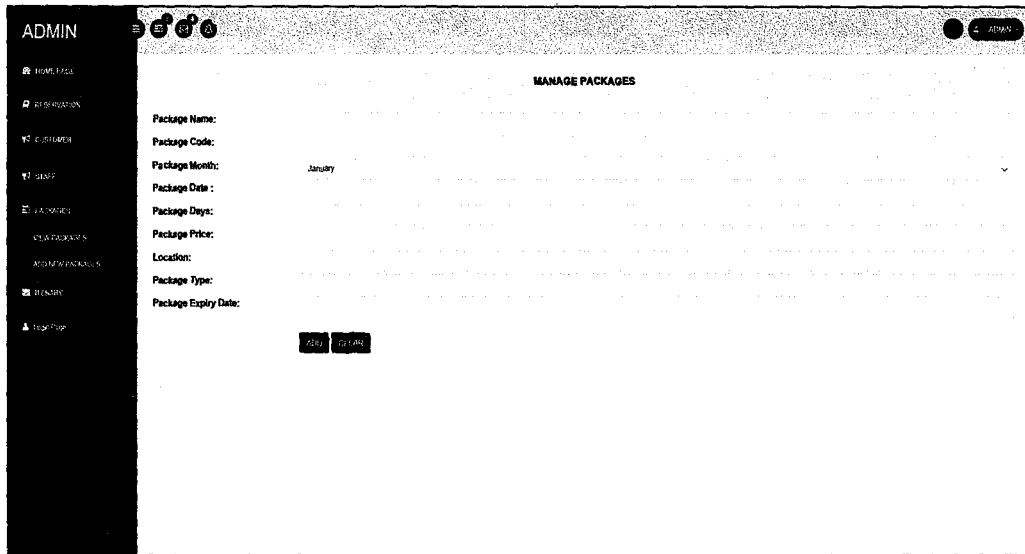 ADMIN
ADMIN
HOME PAGE
RESERVATION
CUSTOMER
STAFF
PACKAGES
VIEW PACKAGES
ADD NEW PACKAGES
ITENARY
Login Page
MANAGE PACKAGES
Package Name:
Package Code:
Package Month:
January
Package Date :
Package Days:
Package Price:
Location:
Package Type:
Package Expiry Date:
ADD
CLEAR